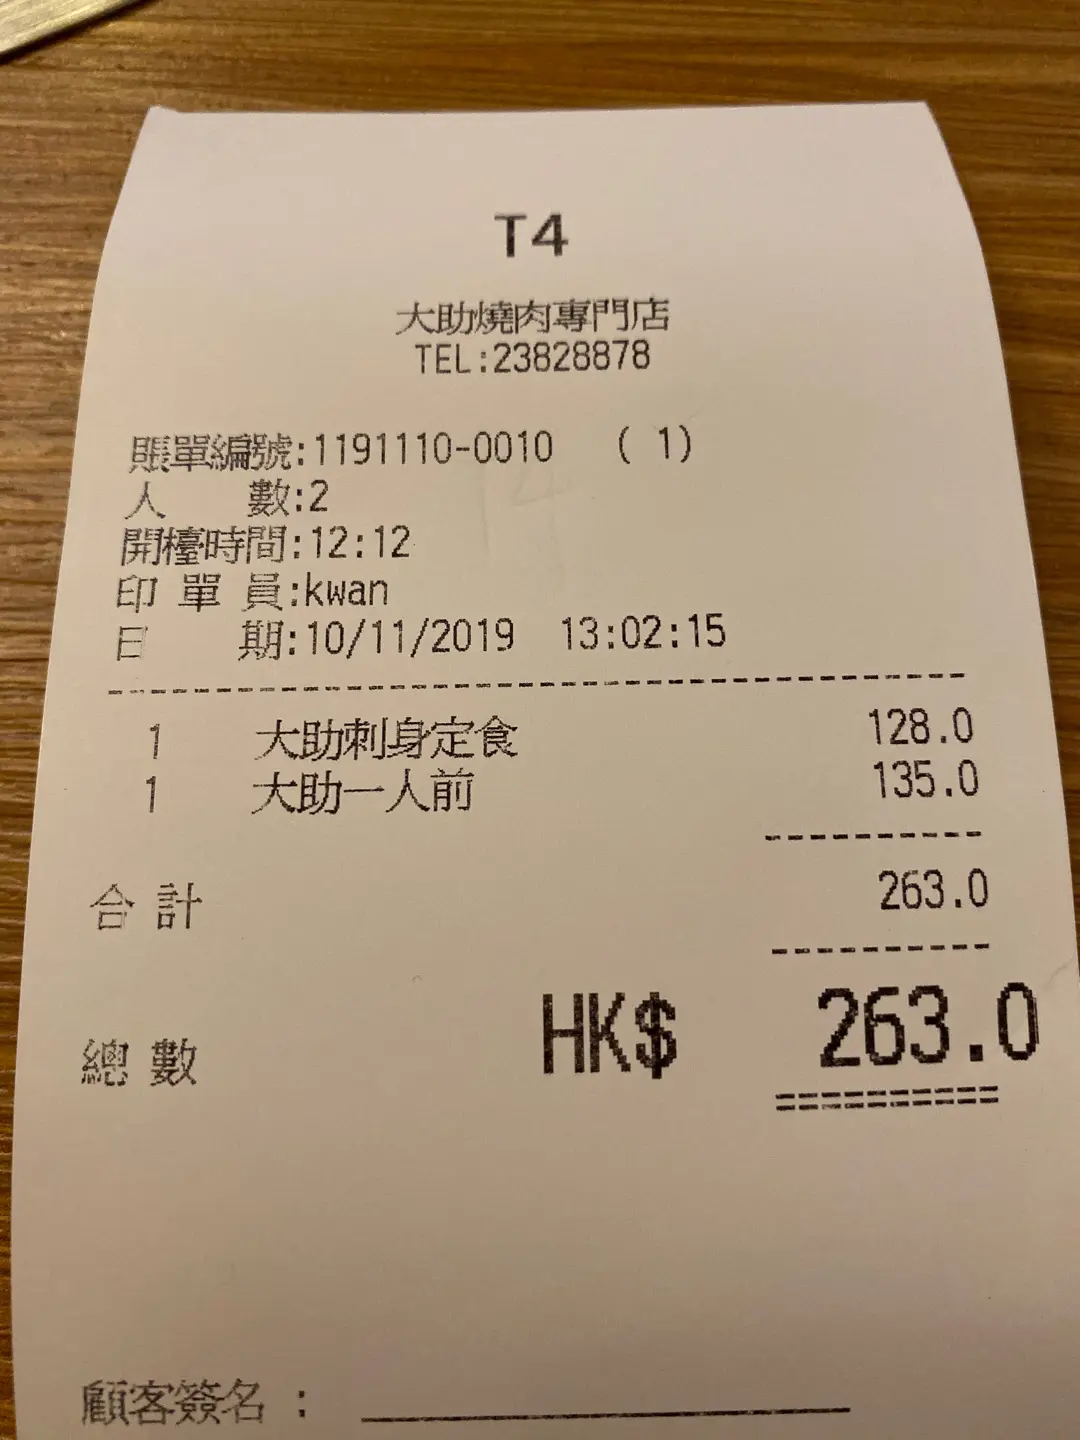 T4
大助燒肉專門店
TEL:23828878
賬單編號:1191110-0010 ( 1)
人 數:2
開檯時間:12:12
印 單 員:kwan
日 期:10/11/2019 13:02:15
1 大助刺身定食 128.0
1 大助一人前 135.0
合 計 263.0
總 數 HK$ 263.0
顧客簽名 :